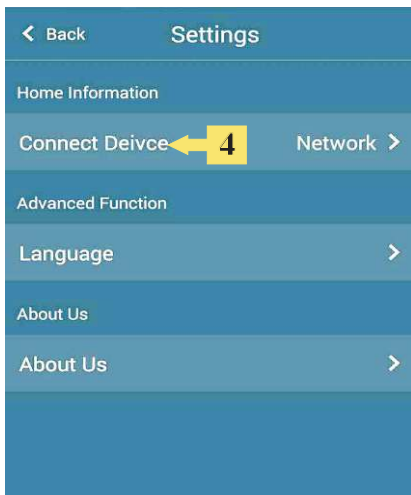 Back Settings
Home Information
Connect Deivce 4 Network
Advanced Function
Language
About Us
About Us